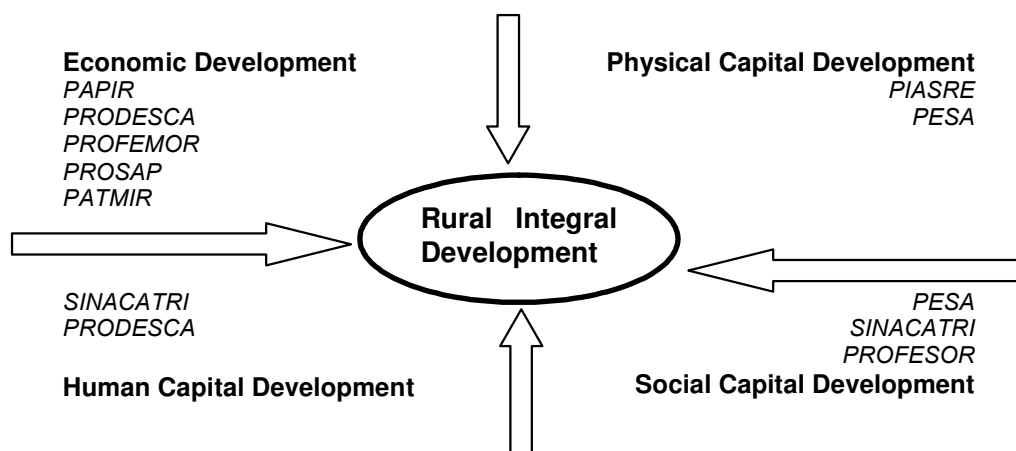 Economic Development
PAPIR
PRODESCA
PROFEMOR
PROSAP
PATMIR
Physical Capital Development
PIASRE
PESA
Rural Integral
Development
SINACATRI
PRODESCA
Human Capital Development
PESA
SINACATRI
PROFESOR
Social Capital Development